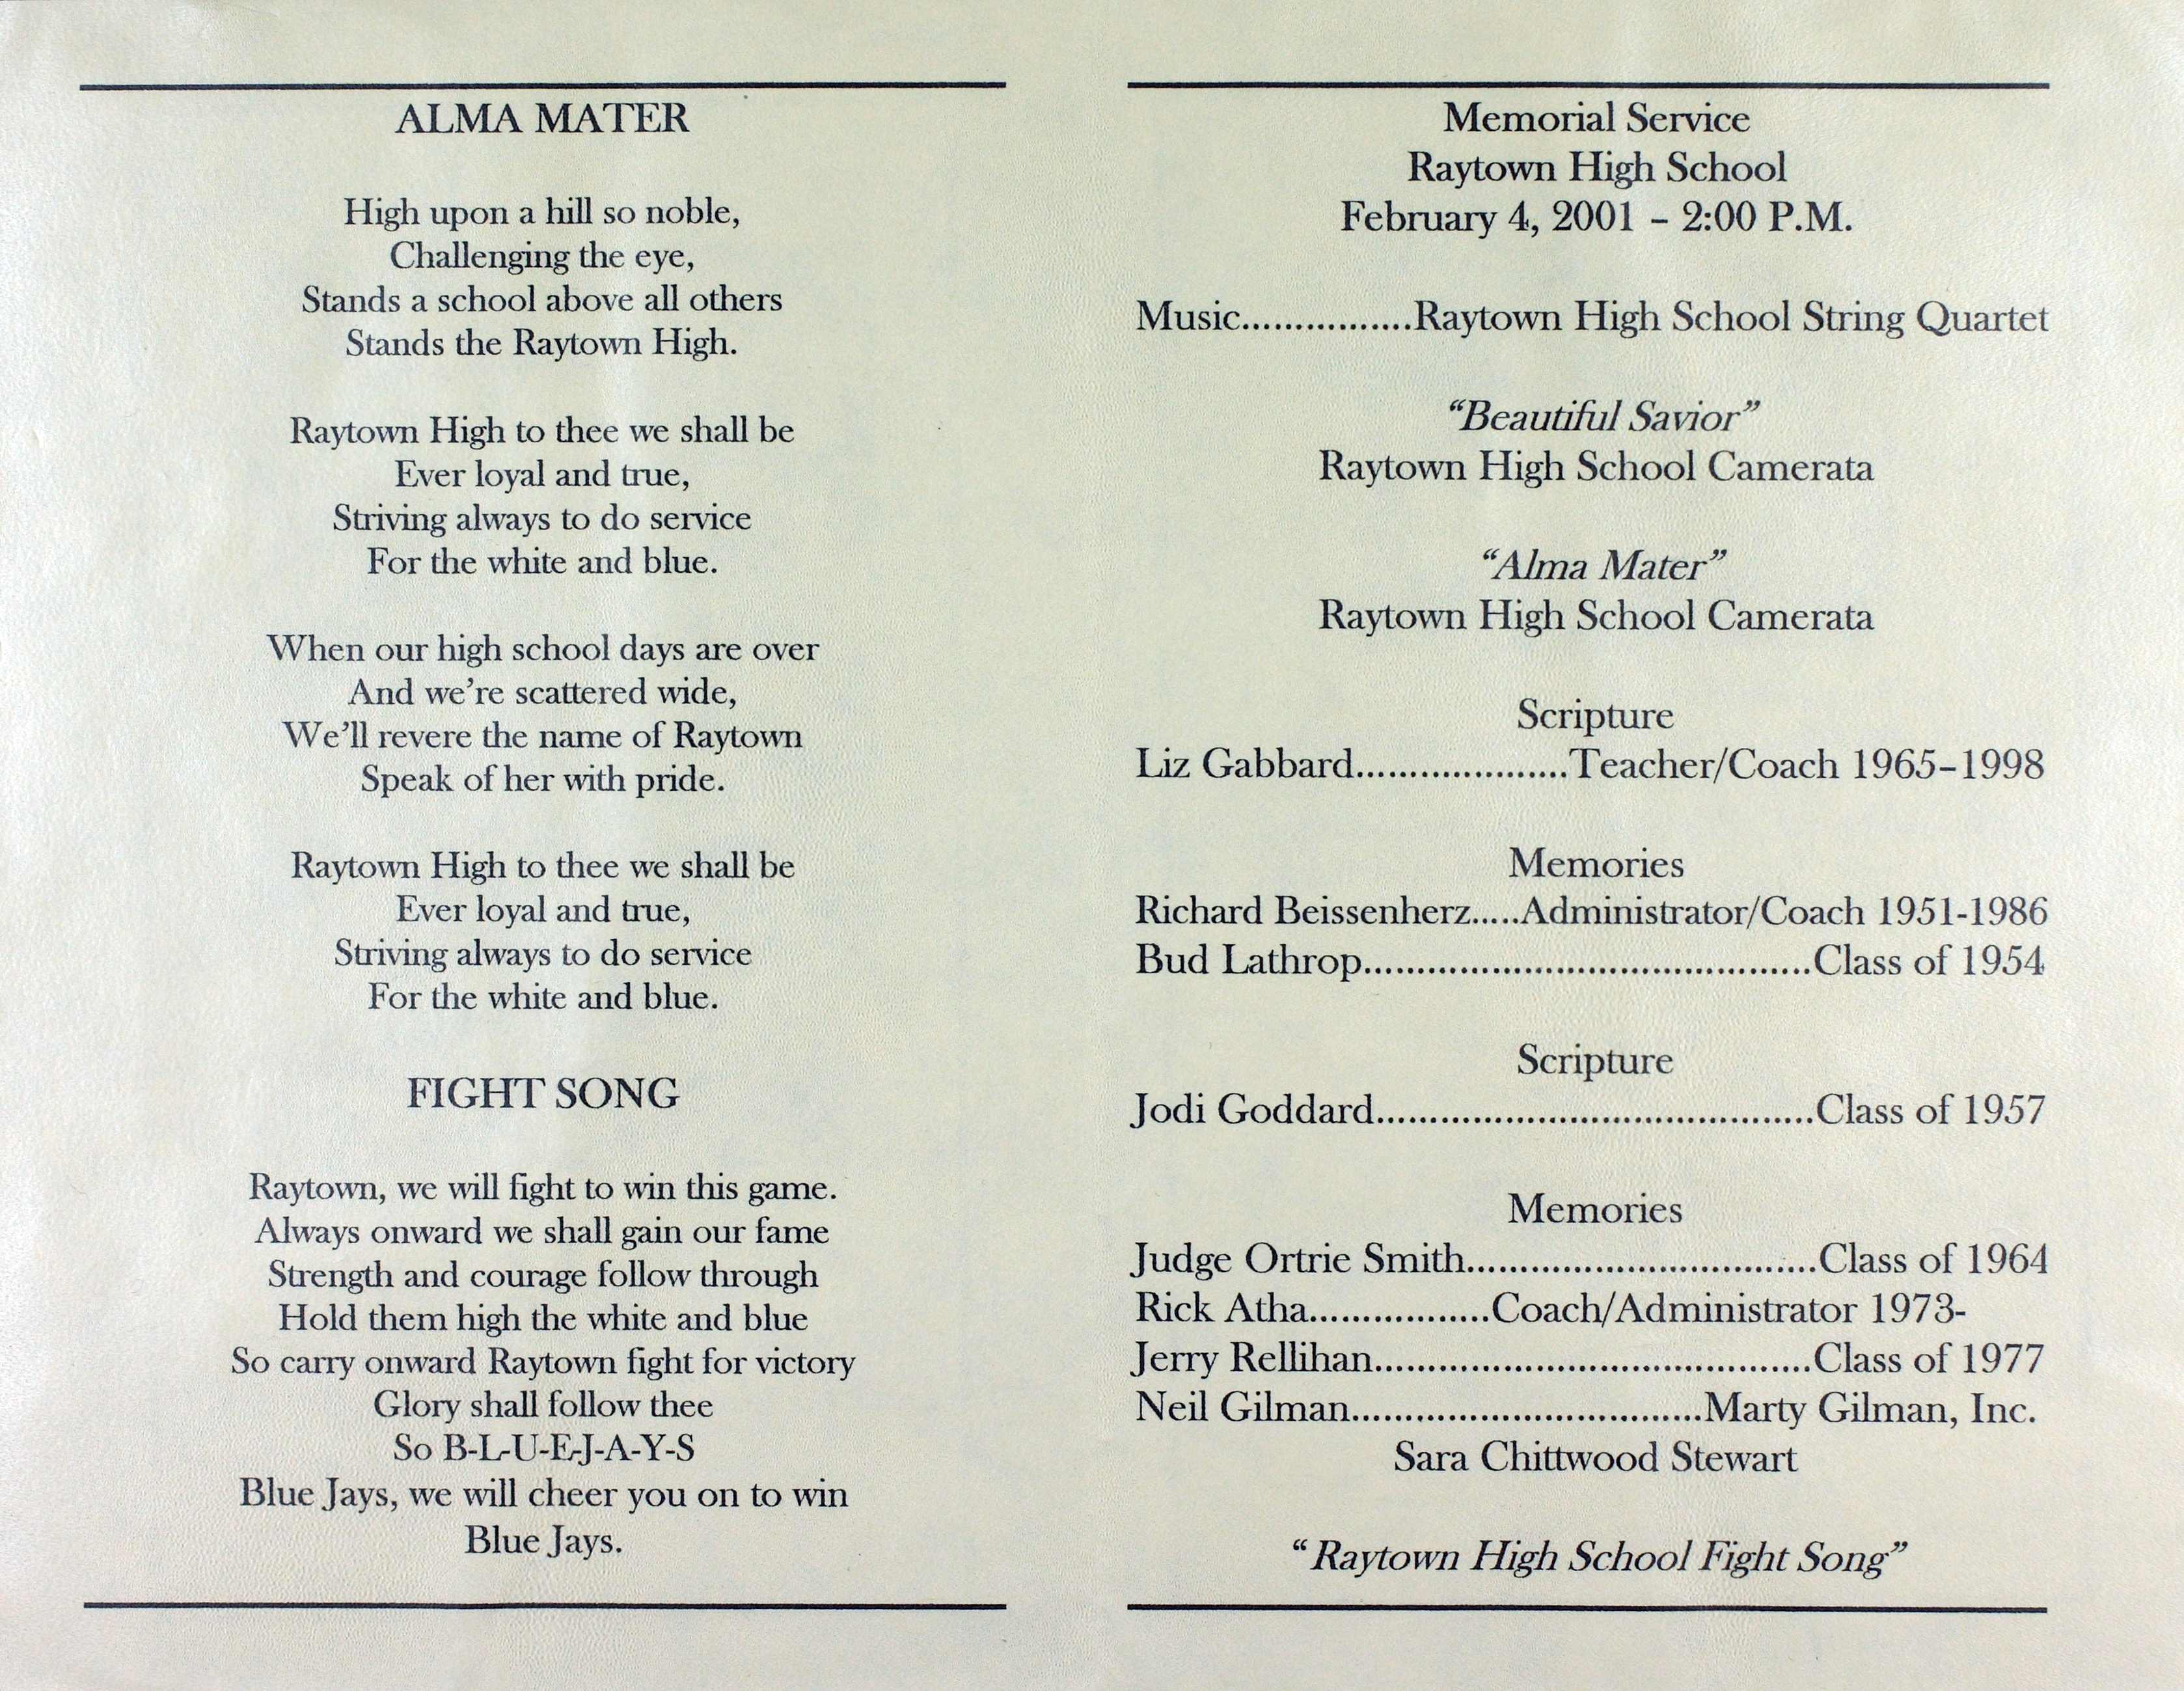 ALMA MATER
High upon a hill so noble,
Challenging the eye,
Stands a school above all others
Stands the Raytown High.
Raytown High to thee we shall be
Ever loyal and true,
Striving always to do service
For the white and blue.
When our high school days are over
And we're scattered wide,
We'll revere the name of Raytown
Speak of her with pride.
Raytown High to thee we shall be
Ever loyal and true,
Striving always to do service
For the white and blue.
FIGHT SONG
Raytown, we will fight to win this game.
Always onward we shall gain our fame
Strength and courage follow through
Hold them high the white and blue
So carry onward Raytown fight for victory
Glory shall follow thee
So B-L-U-E-J-A-Y-S
Blue Jays, we will cheer you on to win
Blue Jays.
Memorial Service
Raytown High School
February 4, 2001 – 2:00 P.M.
Music................Raytown High School String Quartet
“Beautiful Savior”
Raytown High School Camerata
“Alma Mater”
Raytown High School Camerata
Scripture
Liz Gabbard.....................Teacher/Coach 1965–1998
Memories
Richard Beissenherz.....Administrator/Coach 1951-1986
Bud Lathrop............................................Class of 1954
Scripture
Jodi Goddard...........................................Class of 1957
Memories
Judge Ortrie Smith..................................Class of 1964
Rick Atha.................Coach/Administrator 1973-
Jerry Rellihan...........................................Class of 1977
Neil Gilman..................................Marty Gilman, Inc.
Sara Chittwood Stewart
“Raytown High School Fight Song”